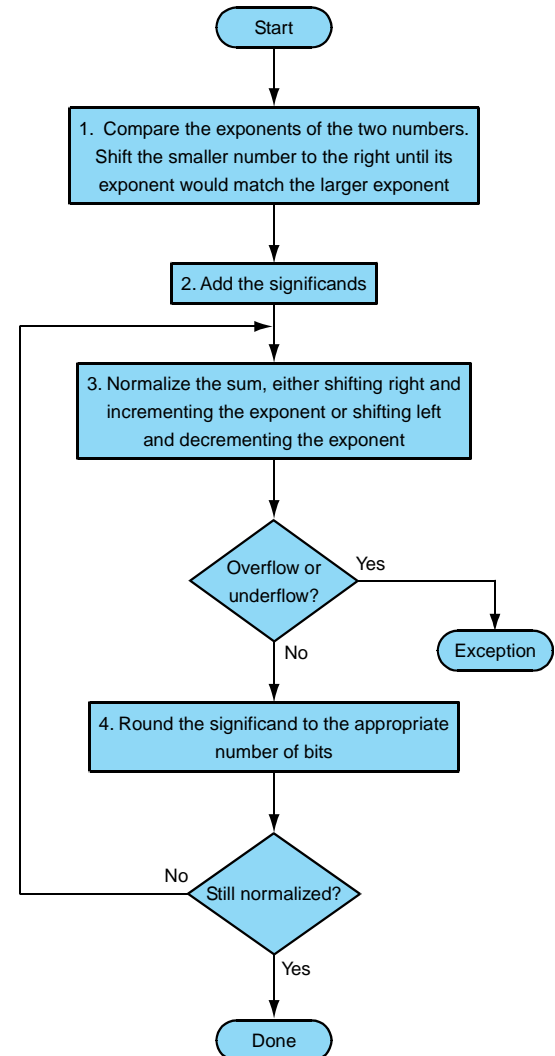 Start
1. Compare the exponents of the two numbers.
Shift the smaller number to the right until its
exponent would match the larger exponent
2. Add the significands
3. Normalize the sum, either shifting right and
incrementing the exponent or shifting left
and decrementing the exponent
Overflow or
underflow?
Yes
Exception
No
4. Round the significand to the appropriate
number of bits
No
Still normalized?
Yes
Done